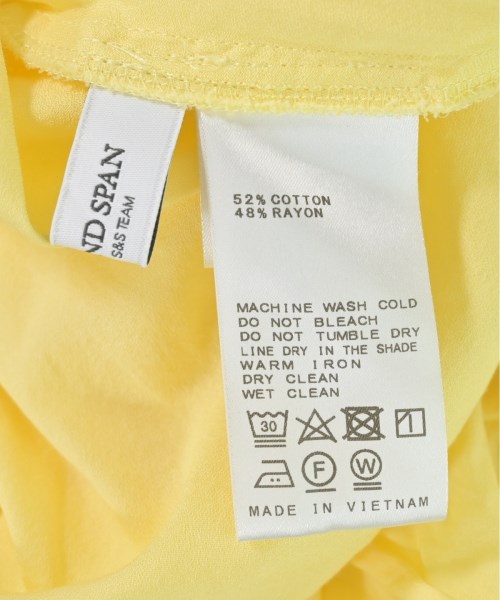 ND SPAN
S&S TEAM
52% COTTON
48% RAYON
MACHINE WASH COLD
DO NOT BLEACH
DO NOT TUMBLE DRY
LINE DRY IN THE SHADE
WARM IRON
DRY CLEAN
WET CLEAN
30
F W
MADE IN VIETNAM